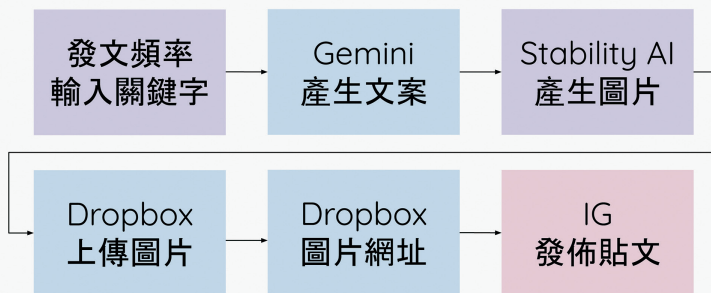 發文頻率
輸入關鍵字
Gemini
產生文案
Stability AI
產生圖片
Dropbox
上傳圖片
Dropbox
圖片網址
IG
發佈貼文